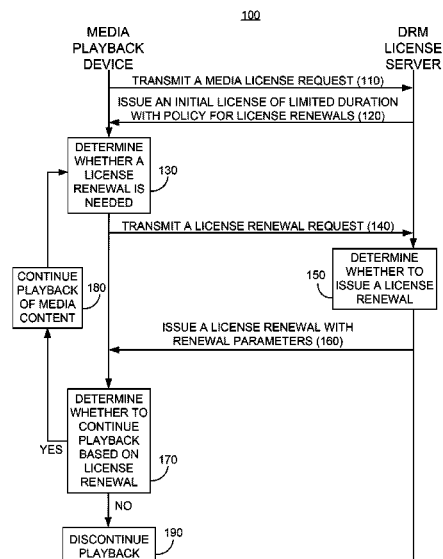 100
MEDIA
PLAYBACK
DEVICE
DRM
LICENSE
SERVER
TRANSMIT A MEDIA LICENSE REQUEST (110)
ISSUE AN INITIAL LICENSE OF LIMITED DURATION
WITH POLICY FOR LICENSE RENEWALS (120)
DETERMINE
WHETHER A
LICENSE
RENEWAL IS
NEEDED
130
TRANSMIT A LICENSE RENEWAL REQUEST (140)
DETERMINE
WHETHER TO
ISSUE A LICENSE
RENEWAL
150
CONTINUE
PLAYBACK
OF MEDIA
CONTENT
180
ISSUE A LICENSE RENEWAL WITH
RENEWAL PARAMETERS (160)
DETERMINE
WHETHER TO
CONTINUE
PLAYBACK
BASED ON
LICENSE
RENEWAL
170
YES
NO
DISCONTINUE
PLAYBACK
190